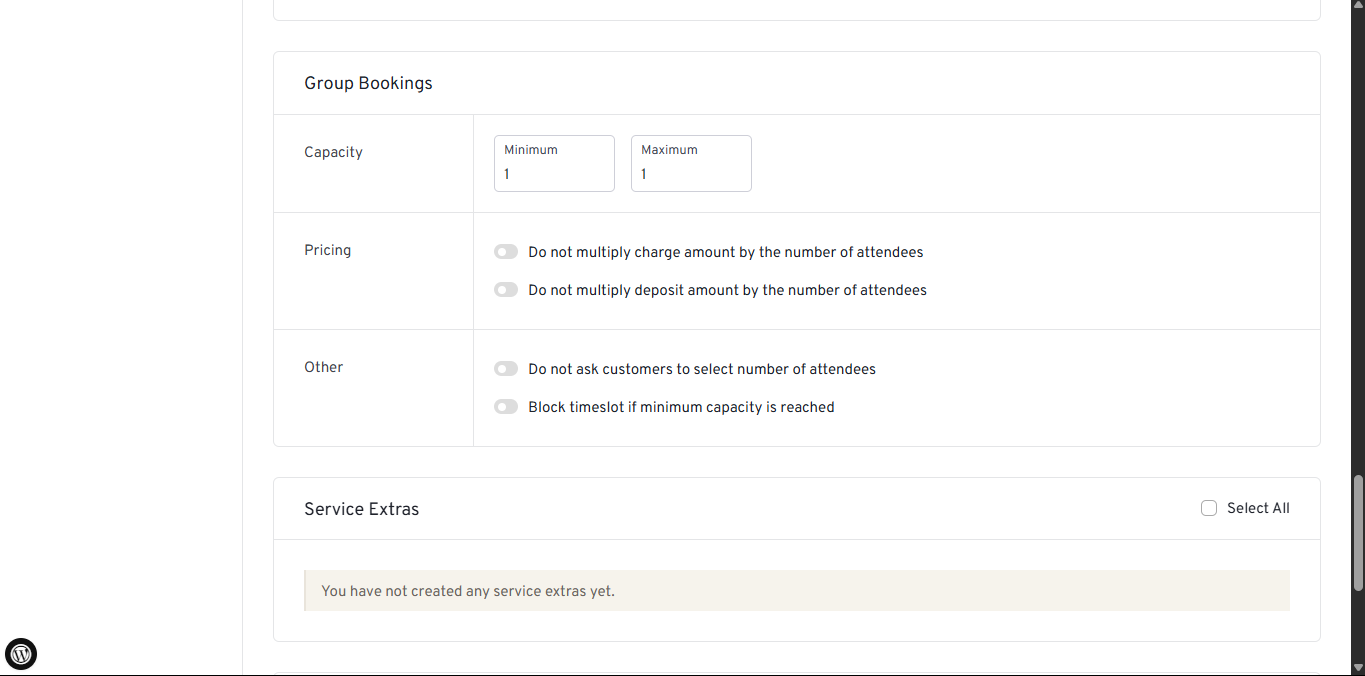 Group Bookings
Capacity
Minimum
1
Maximum
1
Pricing
Do not multiply charge amount by the number of attendees
Do not multiply deposit amount by the number of attendees
Other
Do not ask customers to select number of attendees
Block timeslot if minimum capacity is reached
Service Extras
Select All
You have not created any service extras yet.